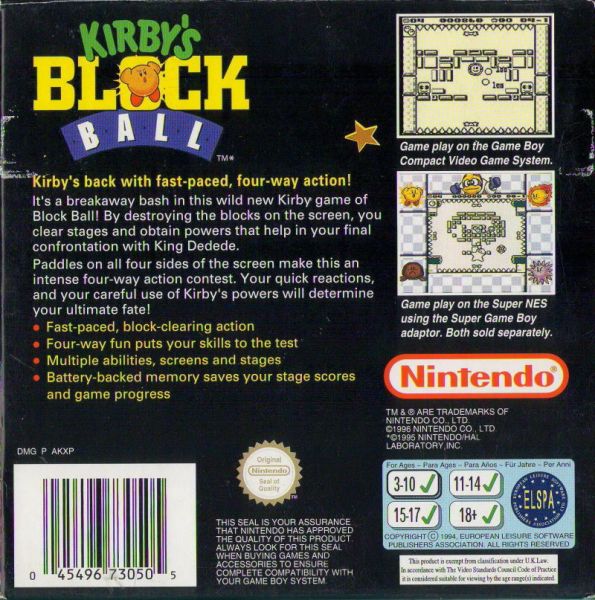 KIRBY'S
BLOCK
BALL
TM*
Kirby's back with fast-paced, four-way action!
It's a breakaway bash in this wild new Kirby game of
Block Ball! By destroying the blocks on the screen, you
clear stages and obtain powers that help in your final
confrontation with King Dedede.
Paddles on all four sides of the screen make this an
intense four-way action contest. Your quick reactions,
and your careful use of Kirby's powers will determine
your ultimate fate!
• Fast-paced, block-clearing action
• Four-way fun puts your skills to the test
• Multiple abilities, screens and stages
• Battery-backed memory saves your stage scores
and game progress
Game play on the Game Boy
Compact Video Game System.
Game play on the Super NES
using the Super Game Boy
adaptor. Both sold separately.
Nintendo®
TM & ® ARE TRADEMARKS OF
NINTENDO CO., LTD.
©1996 NINTENDO CO., LTD.
*©1995 NINTENDO/HAL
LABORATORY, INC.
DMG P AKXP
0 45496 73050 5
Original
Nintendo
Seal of
Quality
TM
THIS SEAL IS YOUR ASSURANCE
THAT NINTENDO HAS APPROVED
THE QUALITY OF THIS PRODUCT.
ALWAYS LOOK FOR THIS SEAL
WHEN BUYING GAMES AND
ACCESSORIES TO ENSURE
COMPLETE COMPATIBILITY WITH
YOUR GAME BOY SYSTEM.
For Ages – Para Ages – Para Años – Für Jahre – Per Anni
3-10 ✓ 11-14 ✓
15-17 ✓ 18+ ✓
ELSPA
COPYRIGHT © 1994, EUROPEAN LEISURE SOFTWARE
PUBLISHERS ASSOCIATION. ALL RIGHTS RESERVED
This product is exempt from classification under U.K. Law.
In accordance with The Video Standards Council Code of Practice
it is considered suitable for viewing by the age range(s) indicated.